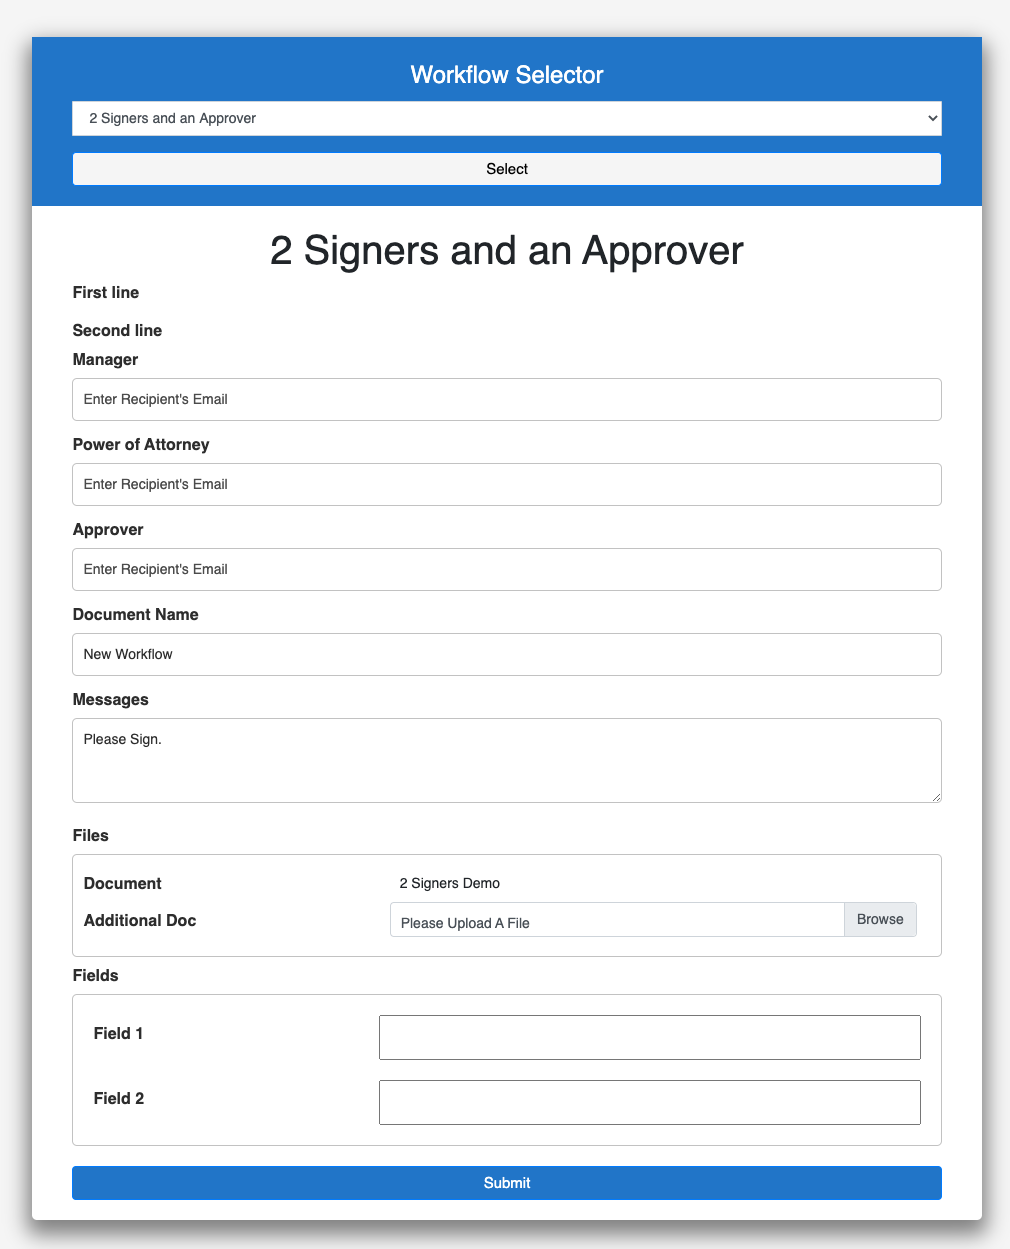 Workflow Selector
2 Signers and an Approver
Select
2 Signers and an Approver
First line
Second line
Manager
Enter Recipient's Email
Power of Attorney
Enter Recipient's Email
Approver
Enter Recipient's Email
Document Name
New Workflow
Messages
Please Sign.
Files
Document 2 Signers Demo
Additional Doc Please Upload A File Browse
Fields
Field 1
Field 2
Submit